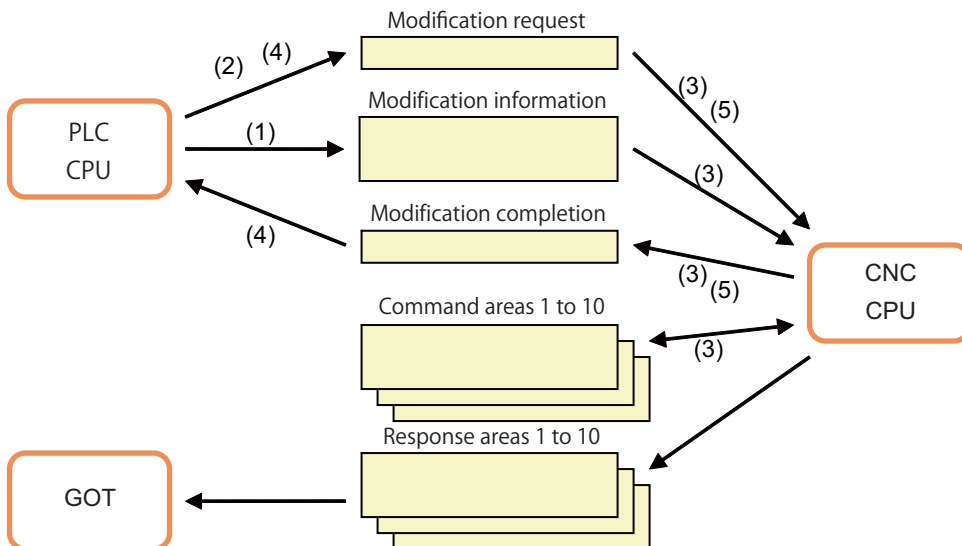 Modification request
(4)
(2)
(3)
(5)
Modification information
(1)
PLC
CPU
(3)
Modification completion
(4)
(3)
(5)
CNC
CPU
Command areas 1 to 10
(3)
Response areas 1 to 10
GOT